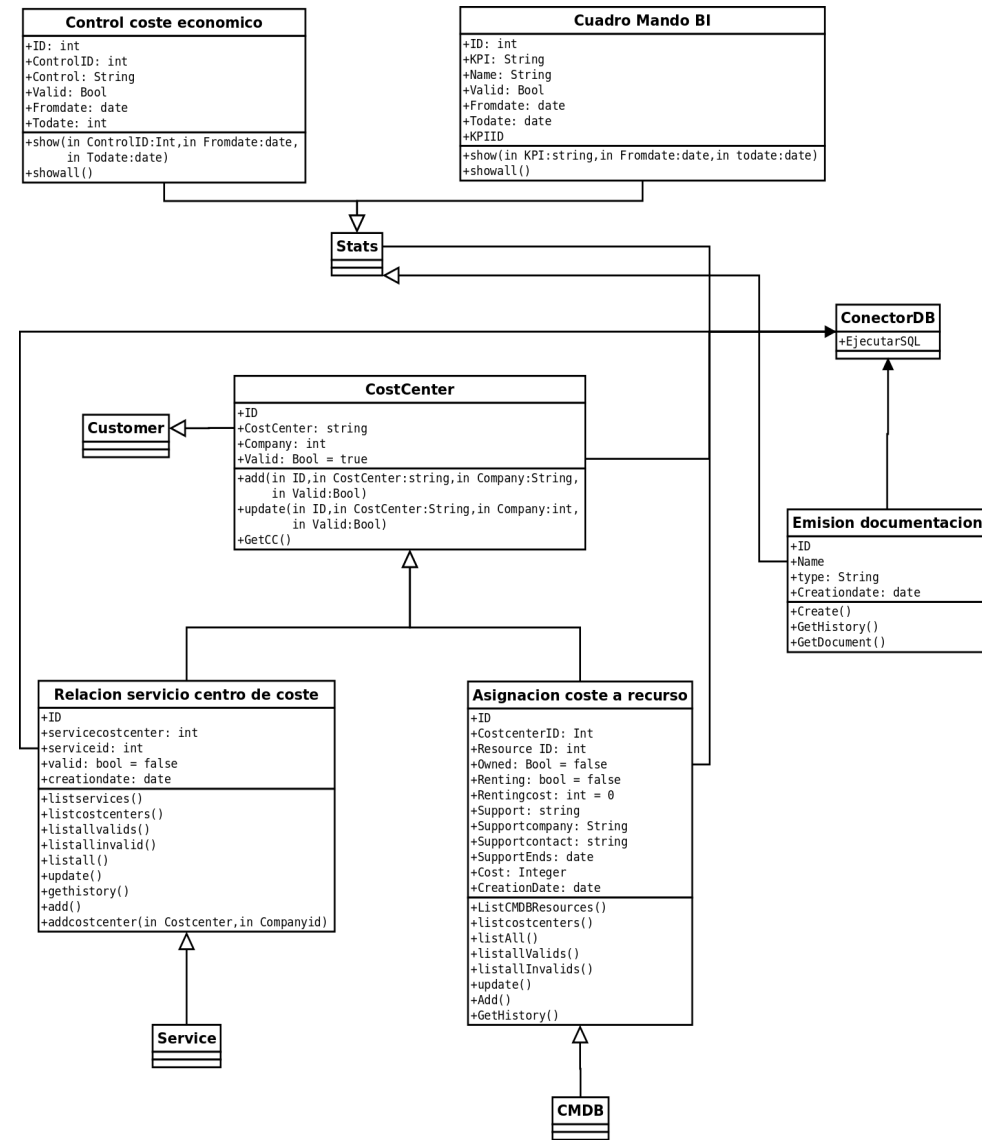 Control coste economico
+ID: int
+ControlID: int
+Control: String
+Valid: Bool
+Fromdate: date
+Todate: int
+show(in ControlID:Int,in Fromdate:date,
in Todate:date)
+showall()
Cuadro Mando BI
+ID: int
+KPI: String
+Name: String
+Valid: Bool
+Fromdate: date
+Todate: date
+KPIID
+show(in KPI:string,in Fromdate:date,in todate:date)
+showall()
Stats
ConectorDB
+EjecutarSQL
CostCenter
+ID
+CostCenter: string
+Company: int
+Valid: Bool = true
+add(in ID,in CostCenter:string,in Company:String,
in Valid:Bool)
+update(in ID,in CostCenter:String,in Company:int,
in Valid:Bool)
+GetCC()
Customer
Emision documentacion
+ID
+Name
+type: String
+Creationdate: date
+Create()
+GetHistory()
+GetDocument()
Relacion servicio centro de coste
+ID
+servicecostcenter: int
+serviceid: int
+valid: bool = false
+creationdate: date
+listservices()
+listcostcenters()
+listallvalids()
+listallinvalid()
+listall()
+update()
+gethistory()
+add()
+addcostcenter(in Costcenter,in Companyid)
Asignacion coste a recurso
+ID
+CostcenterID: Int
+Resource ID: int
+Owned: Bool = false
+Renting: bool = false
+Rentingcost: int = 0
+Support: string
+Supportcompany: String
+Supportcontact: string
+SupportEnds: date
+Cost: Integer
+CreationDate: date
+ListCMDBResources()
+listcostcenters()
+listAll()
+listallValids()
+listallInvalids()
+update()
+Add()
+GetHistory()
Service
CMDB